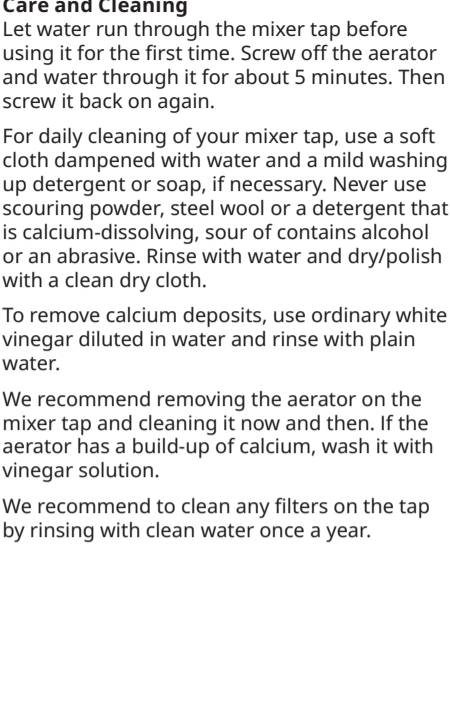 Care and Cleaning
Let water run through the mixer tap before
using it for the first time. Screw off the aerator
and water through it for about 5 minutes. Then
screw it back on again.
For daily cleaning of your mixer tap, use a soft
cloth dampened with water and a mild washing
up detergent or soap, if necessary. Never use
scouring powder, steel wool or a detergent that
is calcium-dissolving, sour of contains alcohol
or an abrasive. Rinse with water and dry/polish
with a clean dry cloth.
To remove calcium deposits, use ordinary white
vinegar diluted in water and rinse with plain
water.
We recommend removing the aerator on the
mixer tap and cleaning it now and then. If the
aerator has a build-up of calcium, wash it with
vinegar solution.
We recommend to clean any filters on the tap
by rinsing with clean water once a year.